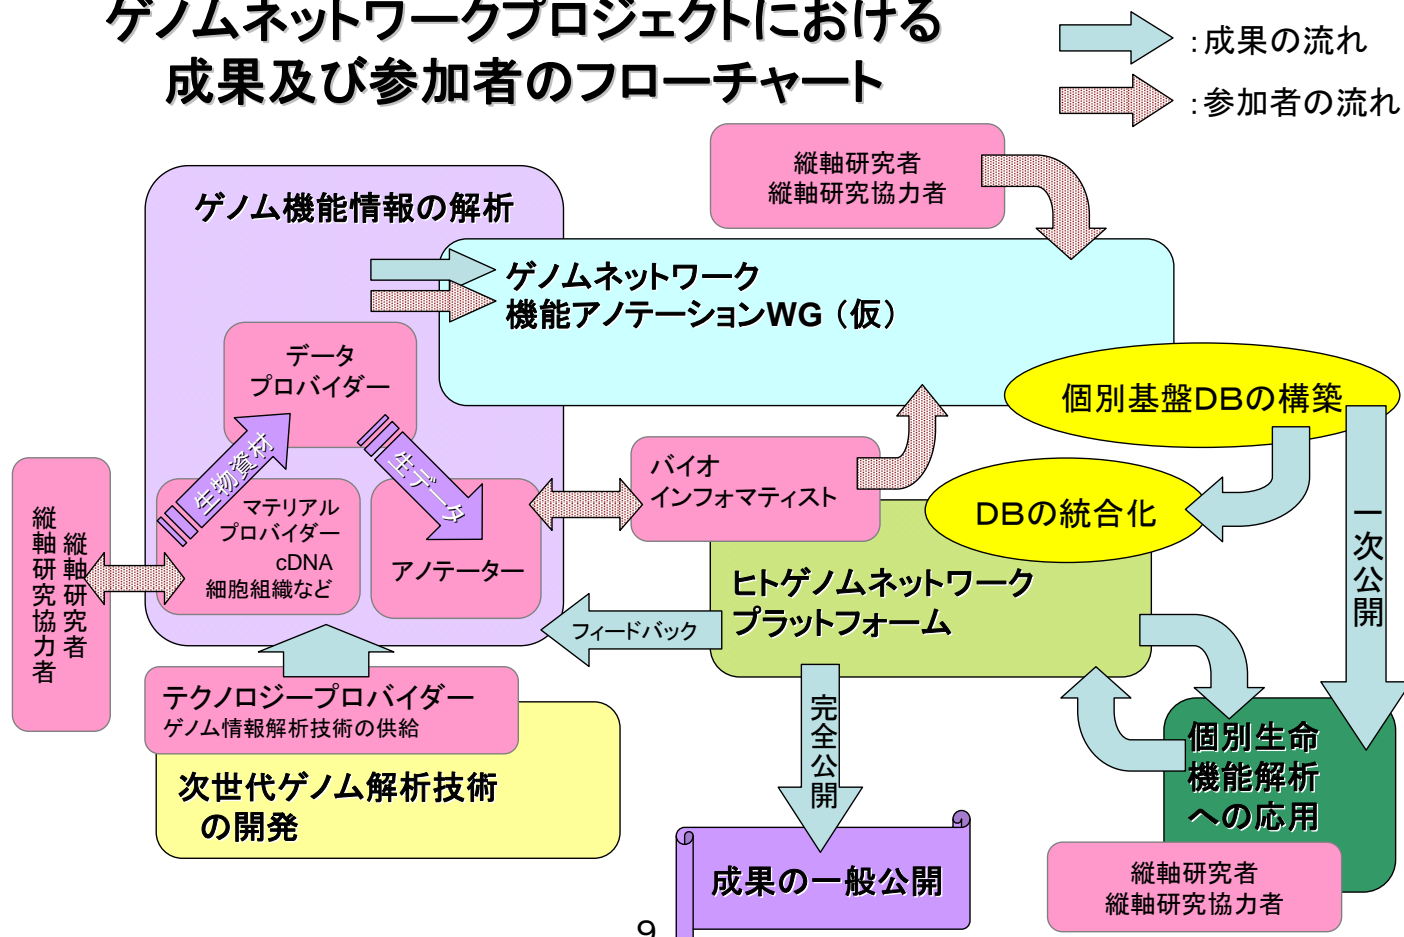 ゲノムネットワークプロジェクトにおける
成果及び参加者のフローチャート
:成果の流れ
:参加者の流れ
縦軸研究者
縦軸研究協力者
ゲノム機能情報の解析
ゲノムネットワーク
機能アノテーションWG（仮）
データ
プロバイダー
個別基盤DBの構築
生物資材
生データ
バイオ
インフォマティスト
DBの統合化
マテリアル
プロバイダー
cDNA
細胞組織など
アノテーター
縦軸研究者
縦軸研究協力者
一次公開
ヒトゲノムネットワーク
プラットフォーム
フィードバック
テクノロジープロバイダー
ゲノム情報解析技術の供給
完全公開
個別生命
機能解析
への応用
次世代ゲノム解析技術
の開発
成果の一般公開
縦軸研究者
縦軸研究協力者
9